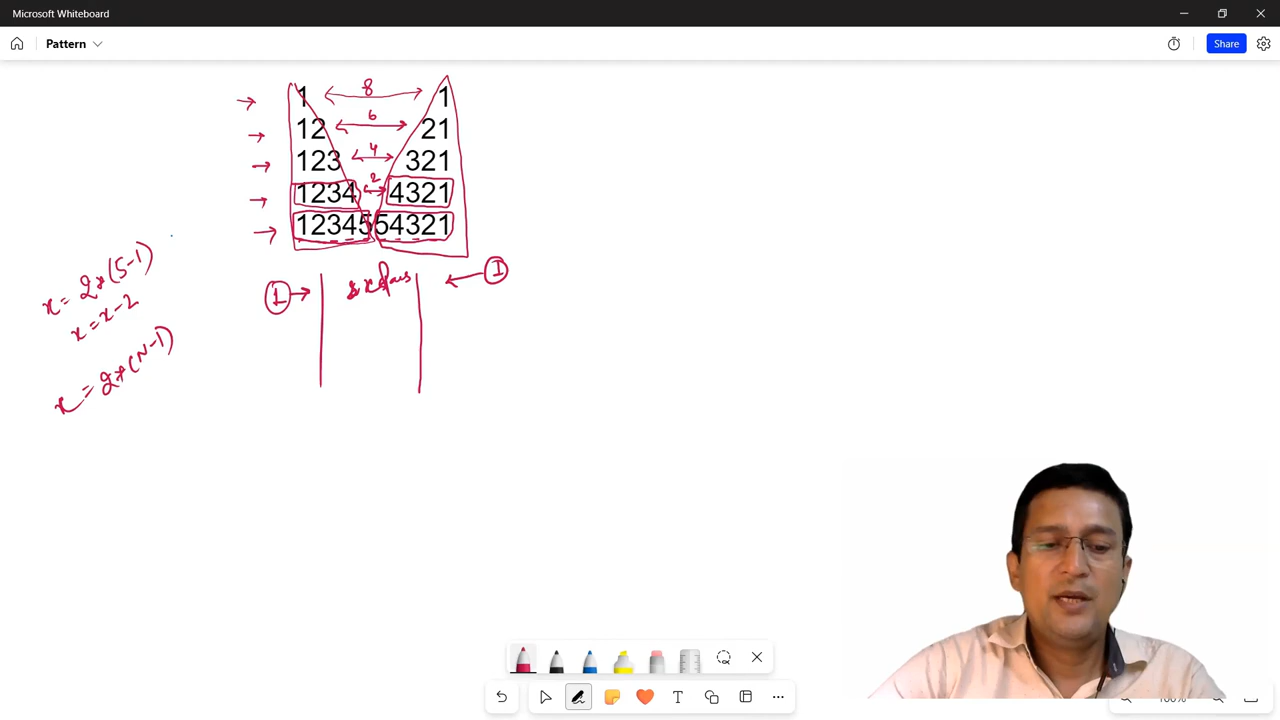 Microsoft Whiteboard
Pattern
Share
1 8 1
12 6 21
123 4 321
1234 2 4321
1234554321
x = 2*(5-1)
x = x-2
x = 2*(N-1)
1
1
100%